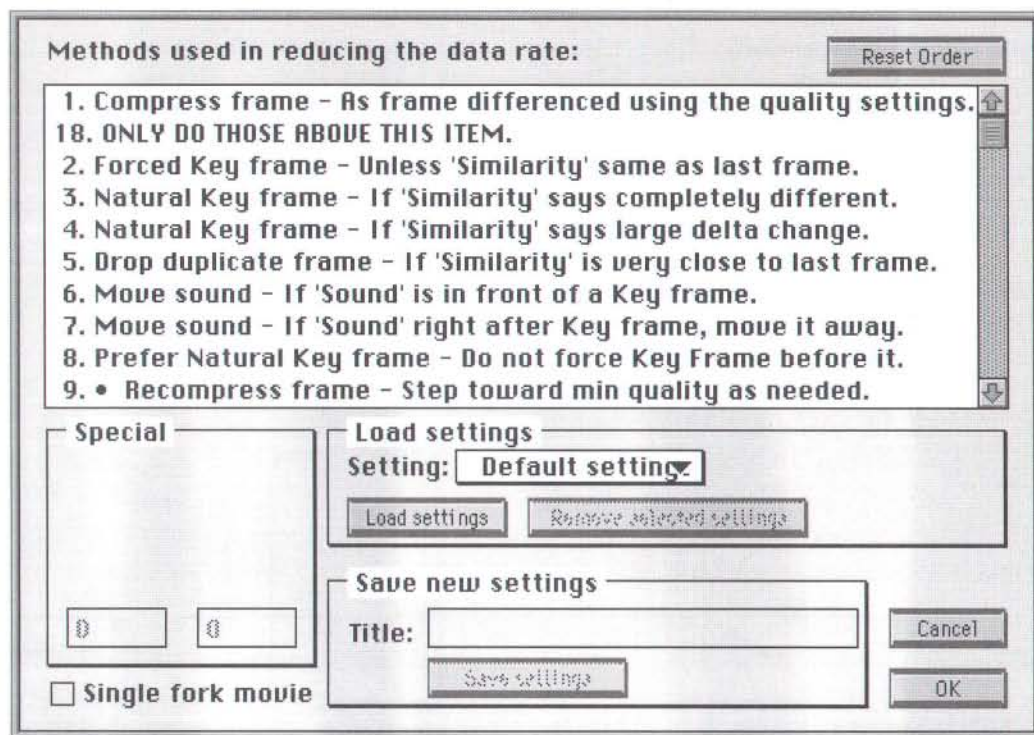 Methods used in reducing the data rate:
Reset Order
1. Compress frame - As frame differenced using the quality settings.
18. ONLY DO THOSE ABOVE THIS ITEM.
2. Forced Key frame - Unless 'Similarity' same as last frame.
3. Natural Key frame - If 'Similarity' says completely different.
4. Natural Key frame - If 'Similarity' says large delta change.
5. Drop duplicate frame - If 'Similarity' is very close to last frame.
6. Move sound - If 'Sound' is in front of a Key frame.
7. Move sound - If 'Sound' right after Key frame, move it away.
8. Prefer Natural Key frame - Do not force Key Frame before it.
9. • Recompress frame - Step toward min quality as needed.
Special
0 0
Single fork movie
Load settings
Setting: Default setting
Load settings
Remove selected settings
Save new settings
Title:
Save settings
Cancel
OK